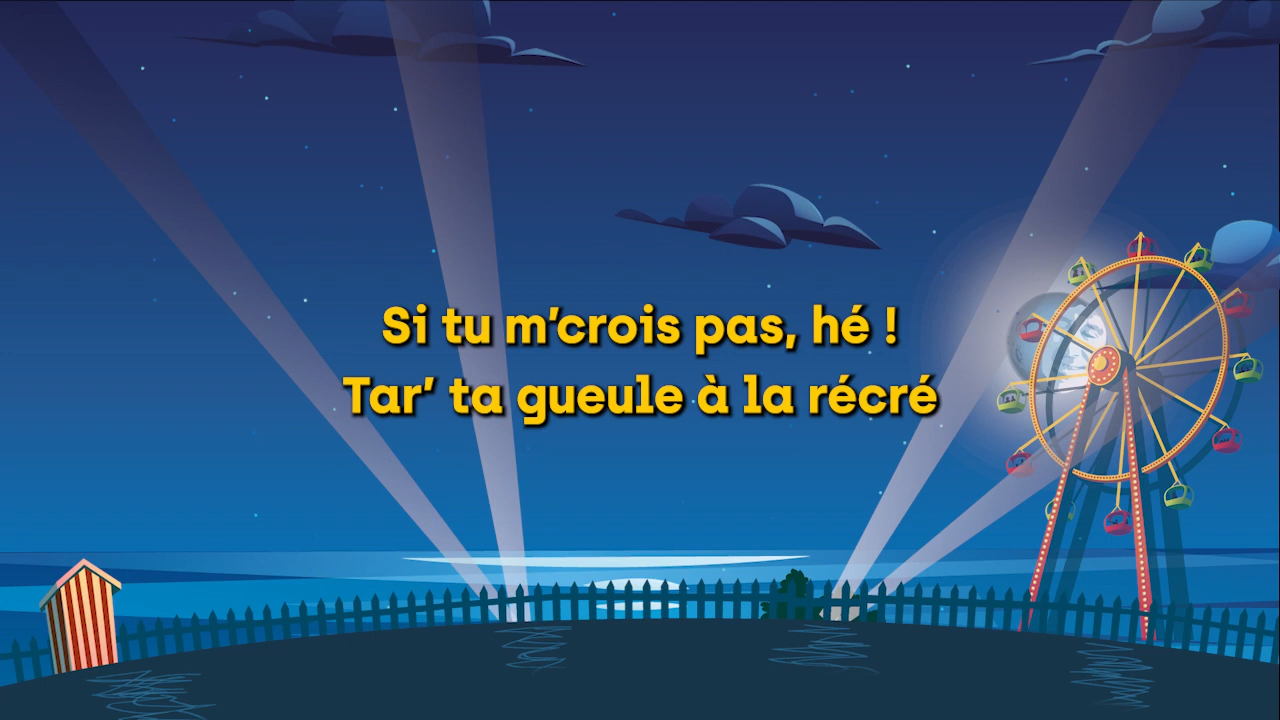 Si tu m’crois pas, hé !
Tar’ ta gueule à la récré